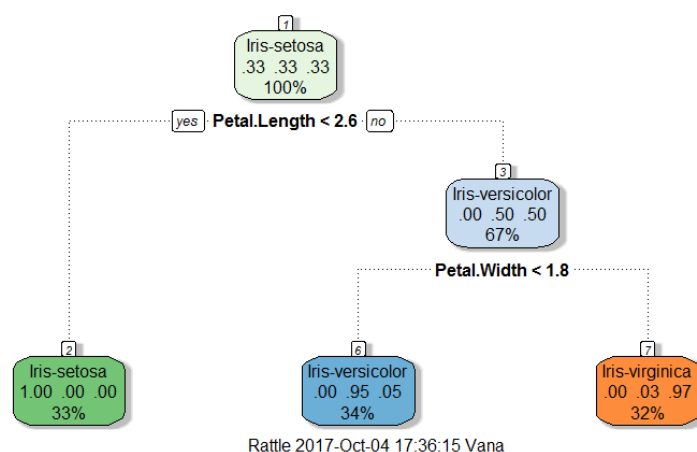 1
Iris-setosa
.33 .33 .33
100%
yes Petal.Length < 2.6 no
3
Iris-versicolor
.00 .50 .50
67%
Petal.Width < 1.8
2
Iris-setosa
1.00 .00 .00
33%
6
Iris-versicolor
.00 .95 .05
34%
7
Iris-virginica
.00 .03 .97
32%
Rattle 2017-Oct-04 17:36:15 Vana